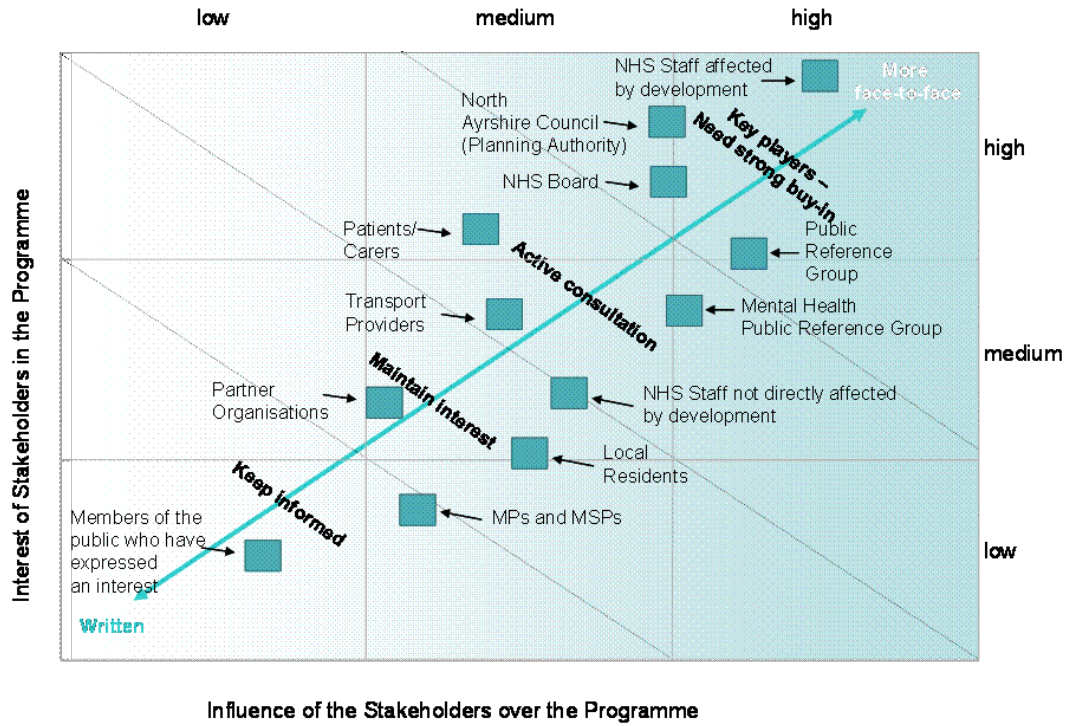 low
medium
high
NHS Staff affected
by development
More
face-to-face
North
Ayrshire Council
(Planning Authority)
Key players –
Need strong buy-in
high
NHS Board
Patients/
Carers
Public
Reference
Group
Active consultation
Transport
Providers
Mental Health
Public Reference Group
medium
Maintain interest
Partner
Organisations
NHS Staff not directly affected
by development
Local
Residents
Keep informed
MPs and MSPs
Members of the
public who have
expressed
an interest
low
Written
Interest of Stakeholders in the Programme
Influence of the Stakeholders over the Programme